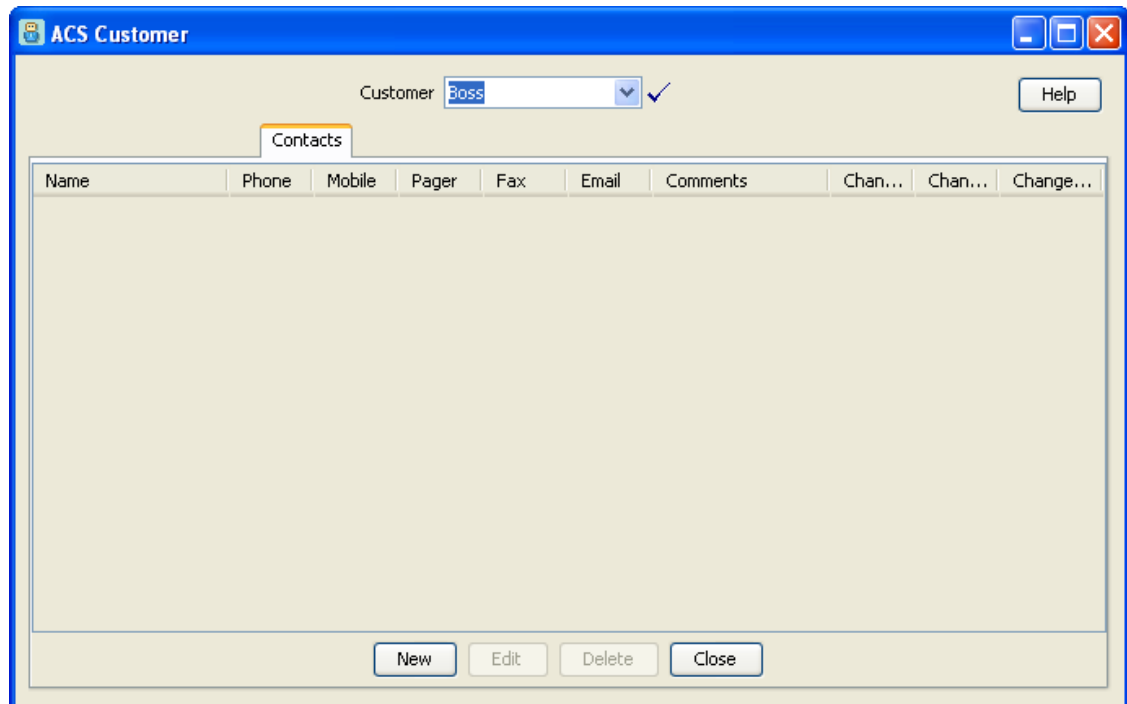 ACS Customer
Customer Boss
Help
Contacts
Name Phone Mobile Pager Fax Email Comments Chan... Chan... Change...
New Edit Delete Close